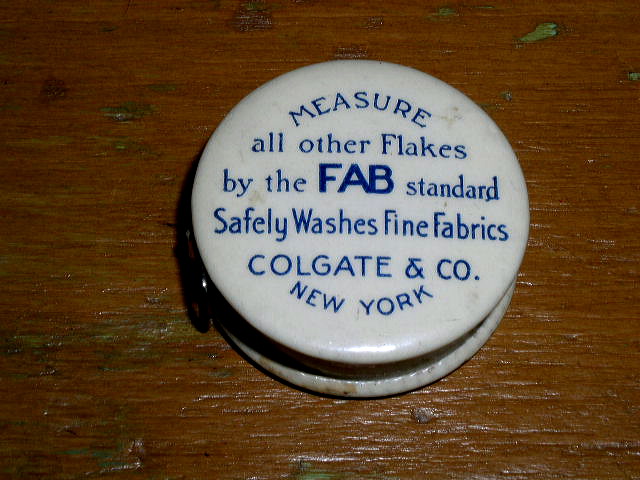 MEASURE
all other Flakes
by the FAB standard
Safely Washes Fine Fabrics
COLGATE & CO.
NEW YORK